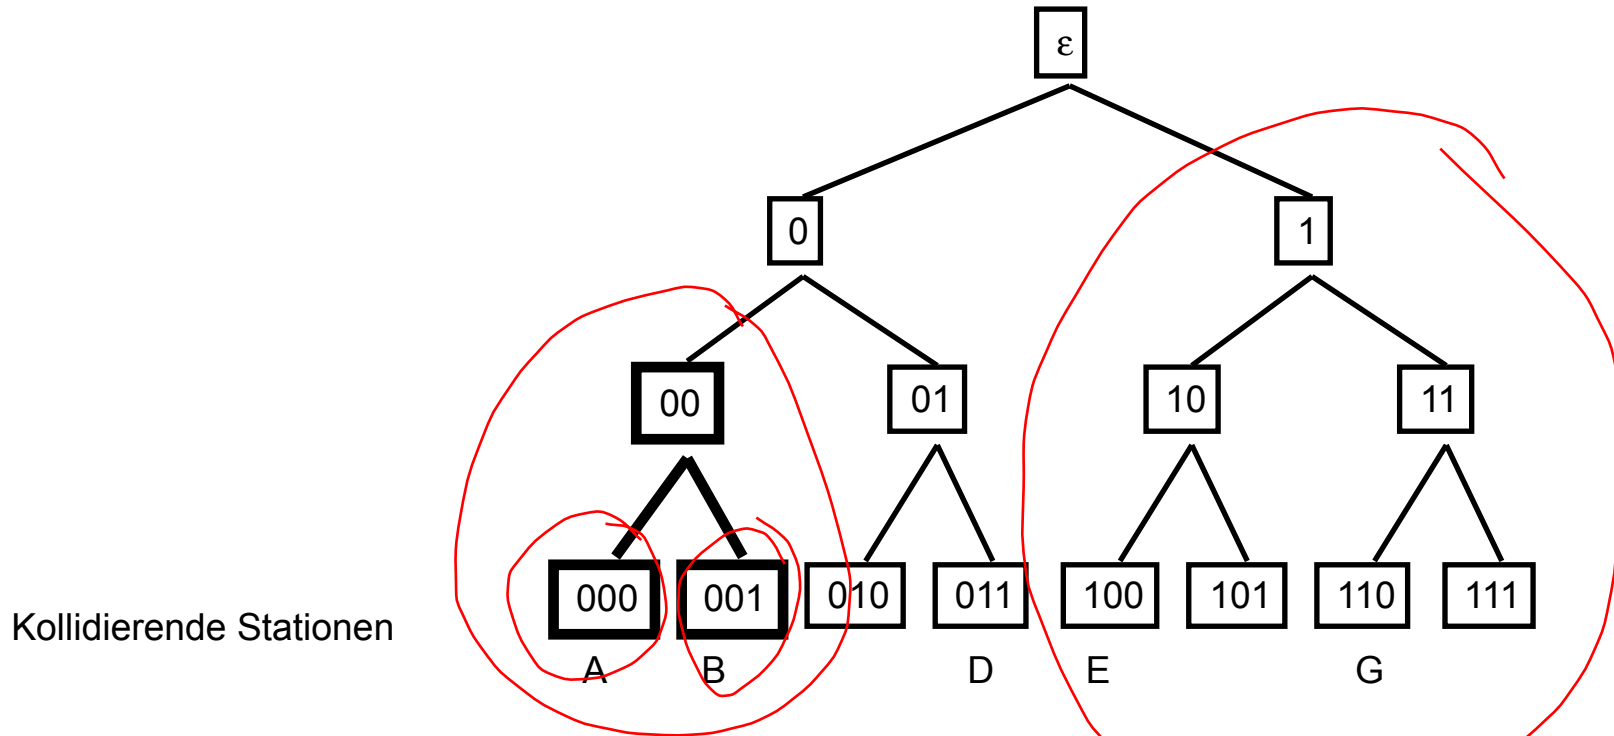 ε
0 1
00 01 10 11
000 001 010 011 100 101 110 111
Kollidierende Stationen
A B D E G